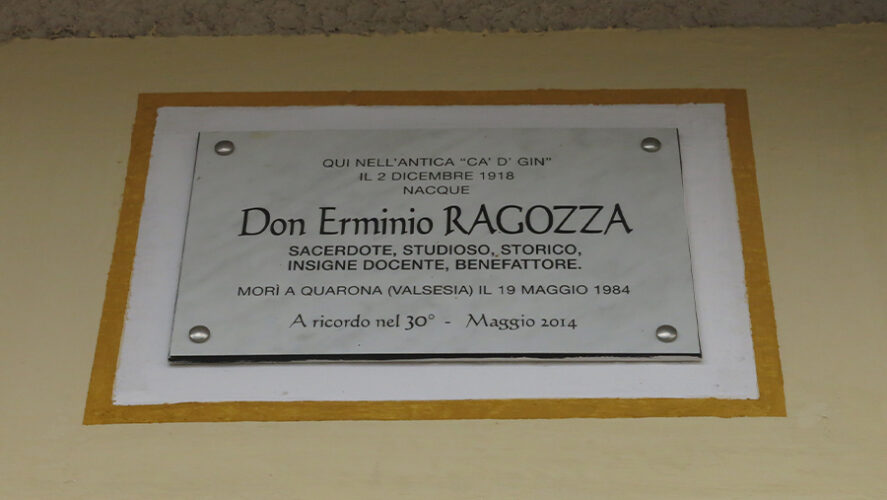 QUI NELL'ANTICA "CA' D' GIN"
IL 2 DICEMBRE 1918
NACQUE
Don Erminio RAGOZZA
SACERDOTE, STUDIOSO, STORICO,
INSIGNE DOCENTE, BENEFATTORE.
MORÌ A QUARONA (VALSESIA) IL 19 MAGGIO 1984
A ricordo nel 30° - Maggio 2014